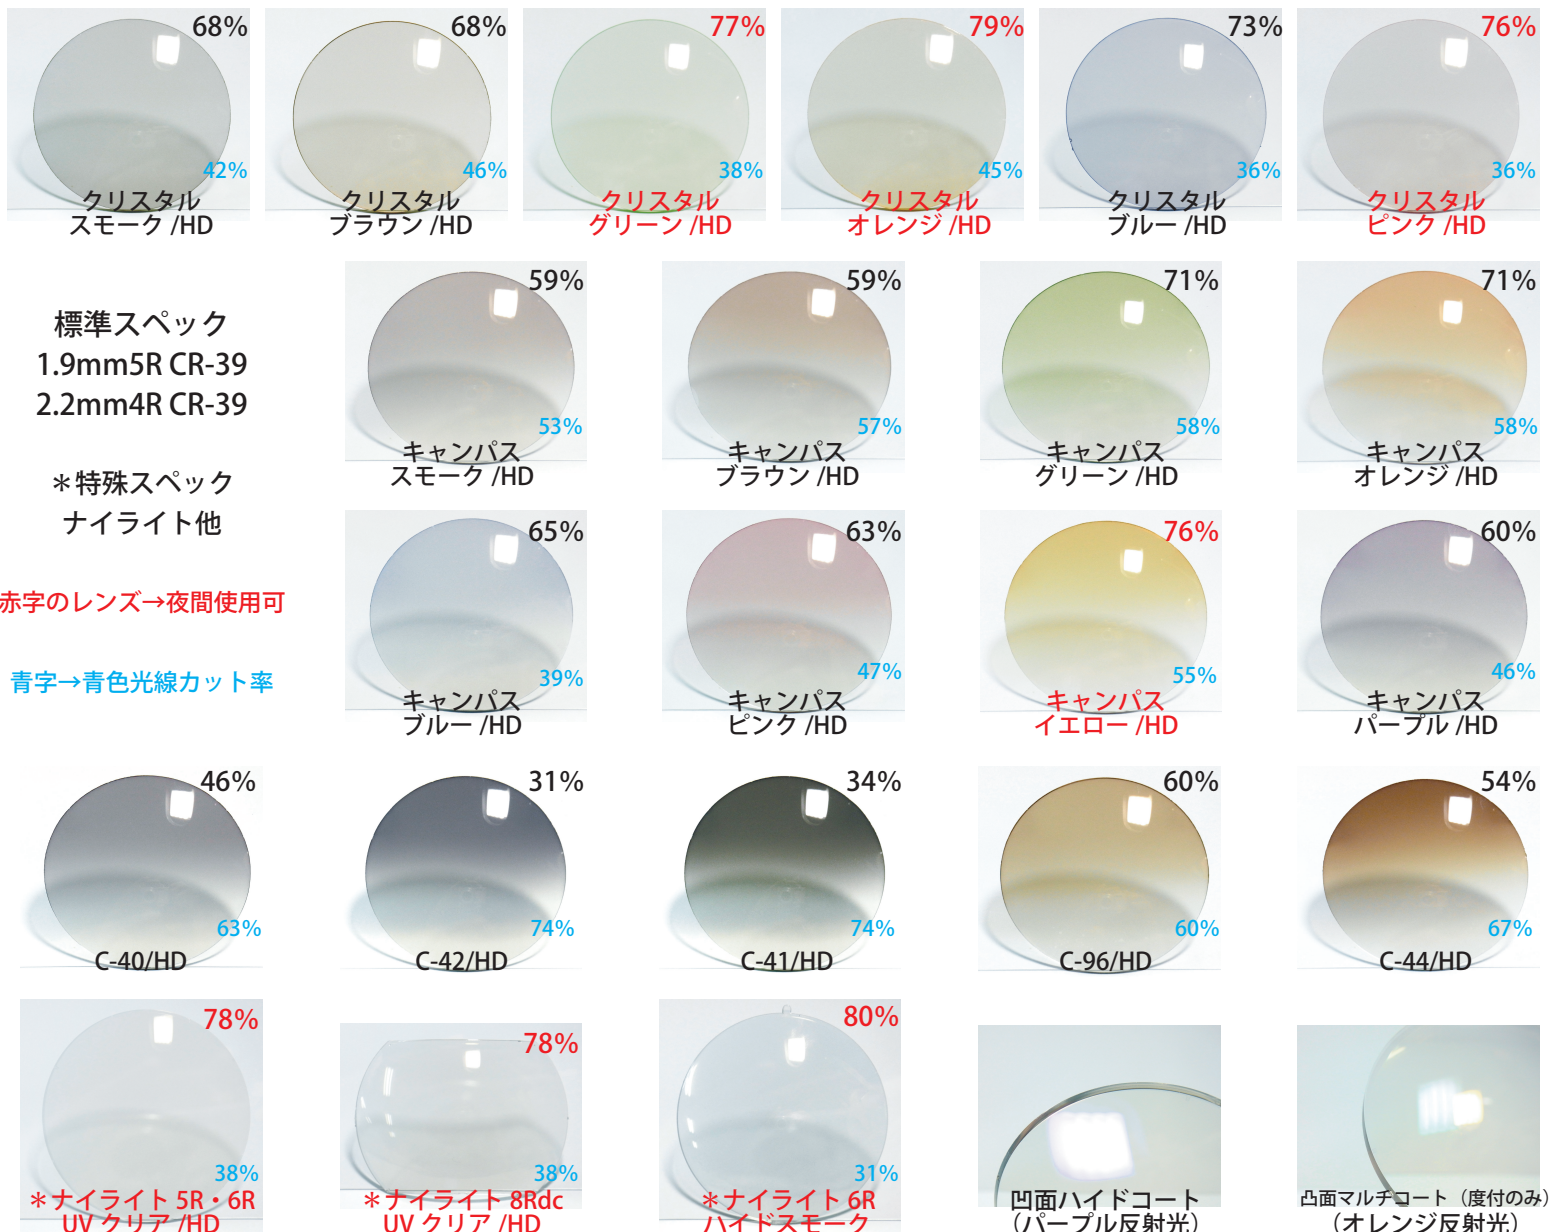 68%
42%
クリスタル
スモーク /HD
68%
46%
クリスタル
ブラウン /HD
77%
38%
クリスタル
グリーン /HD
79%
45%
クリスタル
オレンジ /HD
73%
36%
クリスタル
ブルー /HD
76%
36%
クリスタル
ピンク /HD
標準スペック
1.9mm5R CR-39
2.2mm4R CR-39
＊特殊スペック
ナイライト他
赤字のレンズ→夜間使用可
青字→青色光線カット率
59%
53%
キャンパス
スモーク /HD
59%
57%
キャンパス
ブラウン /HD
71%
58%
キャンパス
グリーン /HD
71%
58%
キャンパス
オレンジ /HD
65%
39%
キャンパス
ブルー /HD
63%
47%
キャンパス
ピンク /HD
76%
55%
キャンパス
イエロー /HD
60%
46%
キャンパス
パープル /HD
46%
63%
C-40/HD
31%
74%
C-42/HD
34%
74%
C-41/HD
60%
60%
C-96/HD
54%
67%
C-44/HD
78%
38%
＊ナイライト 5R・6R
UV クリア /HD
78%
38%
＊ナイライト 8Rdc
UV クリア /HD
80%
31%
＊ナイライト 6R
ハイドスモーク
凹面ハイドコート
（パープル反射光）
凸面マルチコート（度付のみ）
（オレンジ反射光）